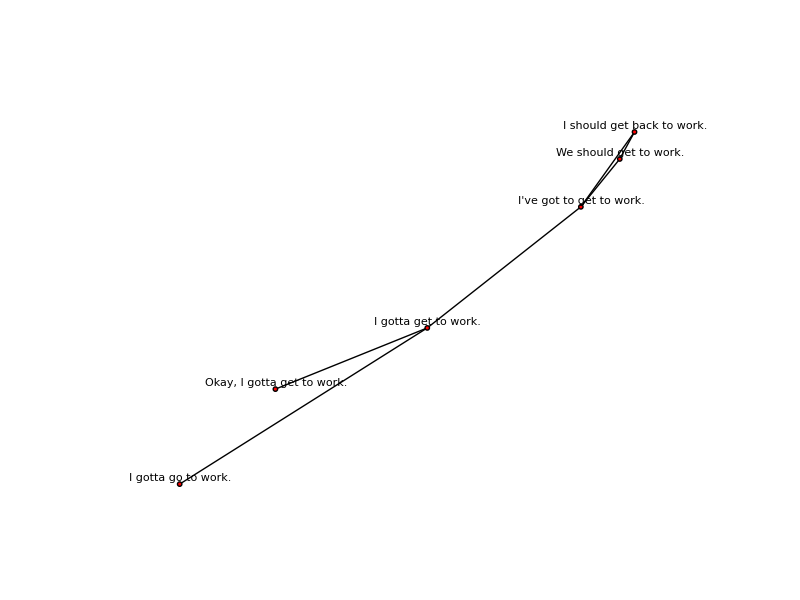 I should get back to work.
We should get to work.
I've got to get to work.
I gotta get to work.
Okay, I gotta get to work.
I gotta go to work.